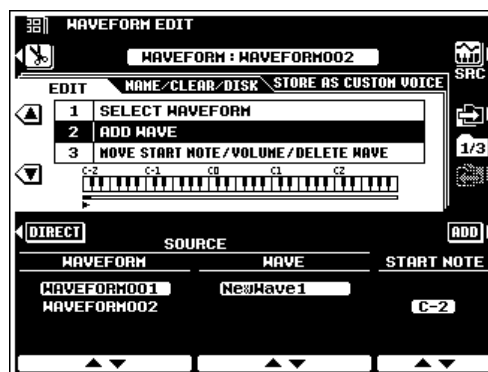 WAVEFORM EDIT
WAVEFORM : WAVEFORM002
SRC
EDIT NAME/CLEAR/DISK STORE AS CUSTOM VOICE
1 SELECT WAVEFORM
2 ADD WAVE
3 MOVE START NOTE/VOLUME/DELETE WAVE
1/3
C-2 C-1 C0 C1 C2
DIRECT ADD
SOURCE
WAVEFORM WAVE START NOTE
WAVEFORM001 NewWave1
WAVEFORM002 C-2